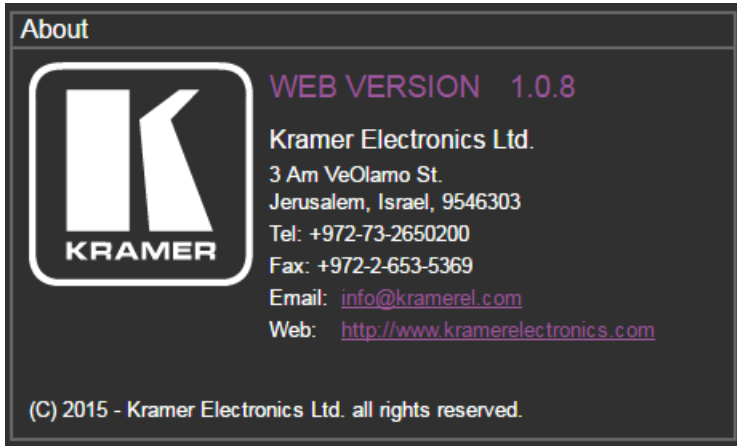 About
WEB VERSION 1.0.8
Kramer Electronics Ltd.
3 Am VeOlamo St.
Jerusalem, Israel, 9546303
Tel: +972-73-2650200
Fax: +972-2-653-5369
Email: info@kramerel.com
Web: http://www.kramerelectronics.com
KRAMER
(C) 2015 - Kramer Electronics Ltd. all rights reserved.